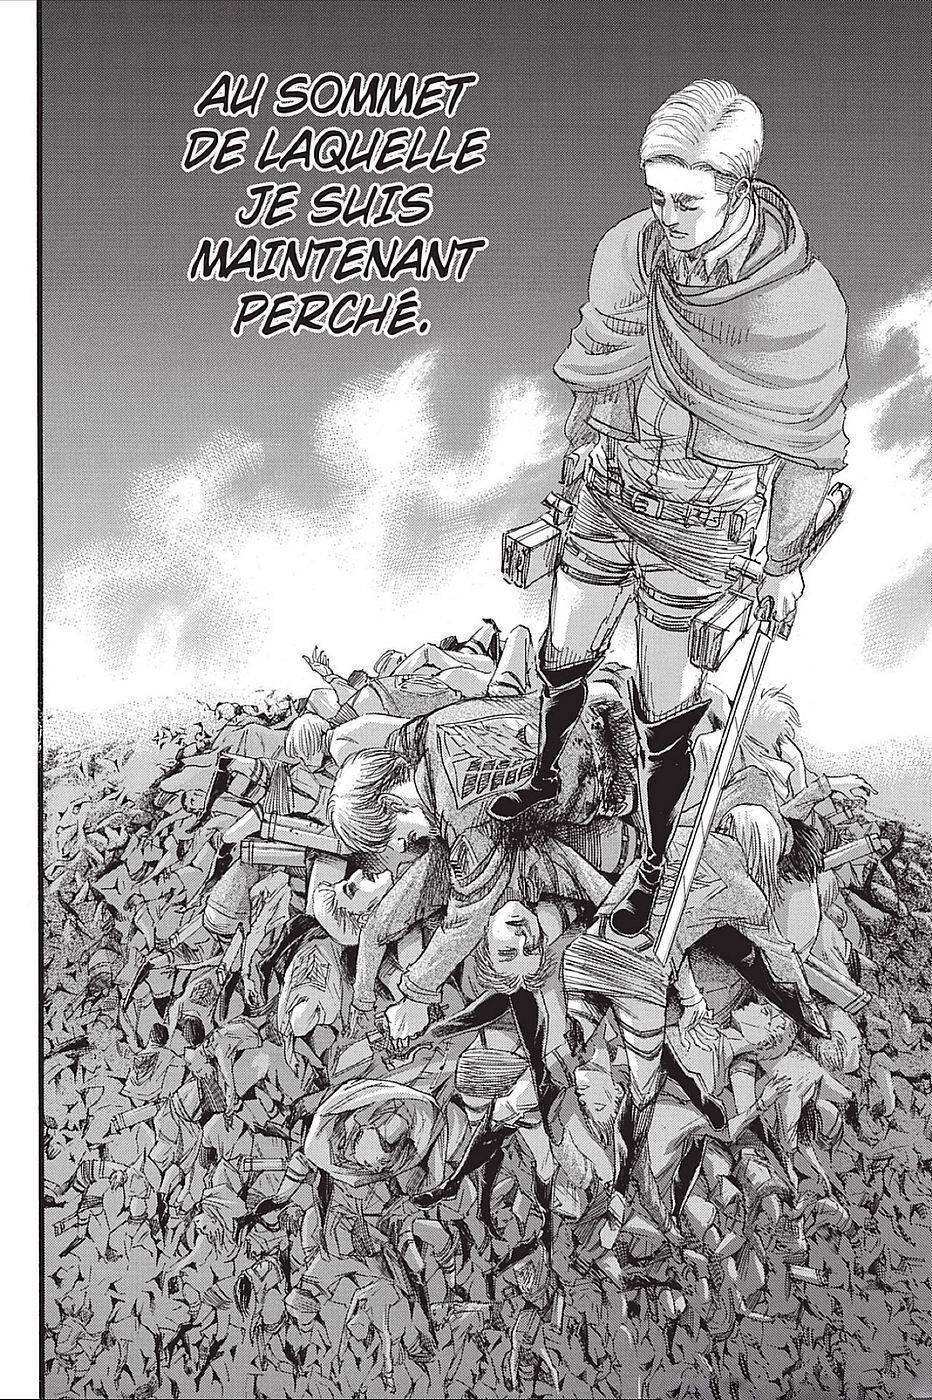 AU SOMMET
DE LAQUELLE
JE SUIS
MAINTENANT
PERCHÉ.